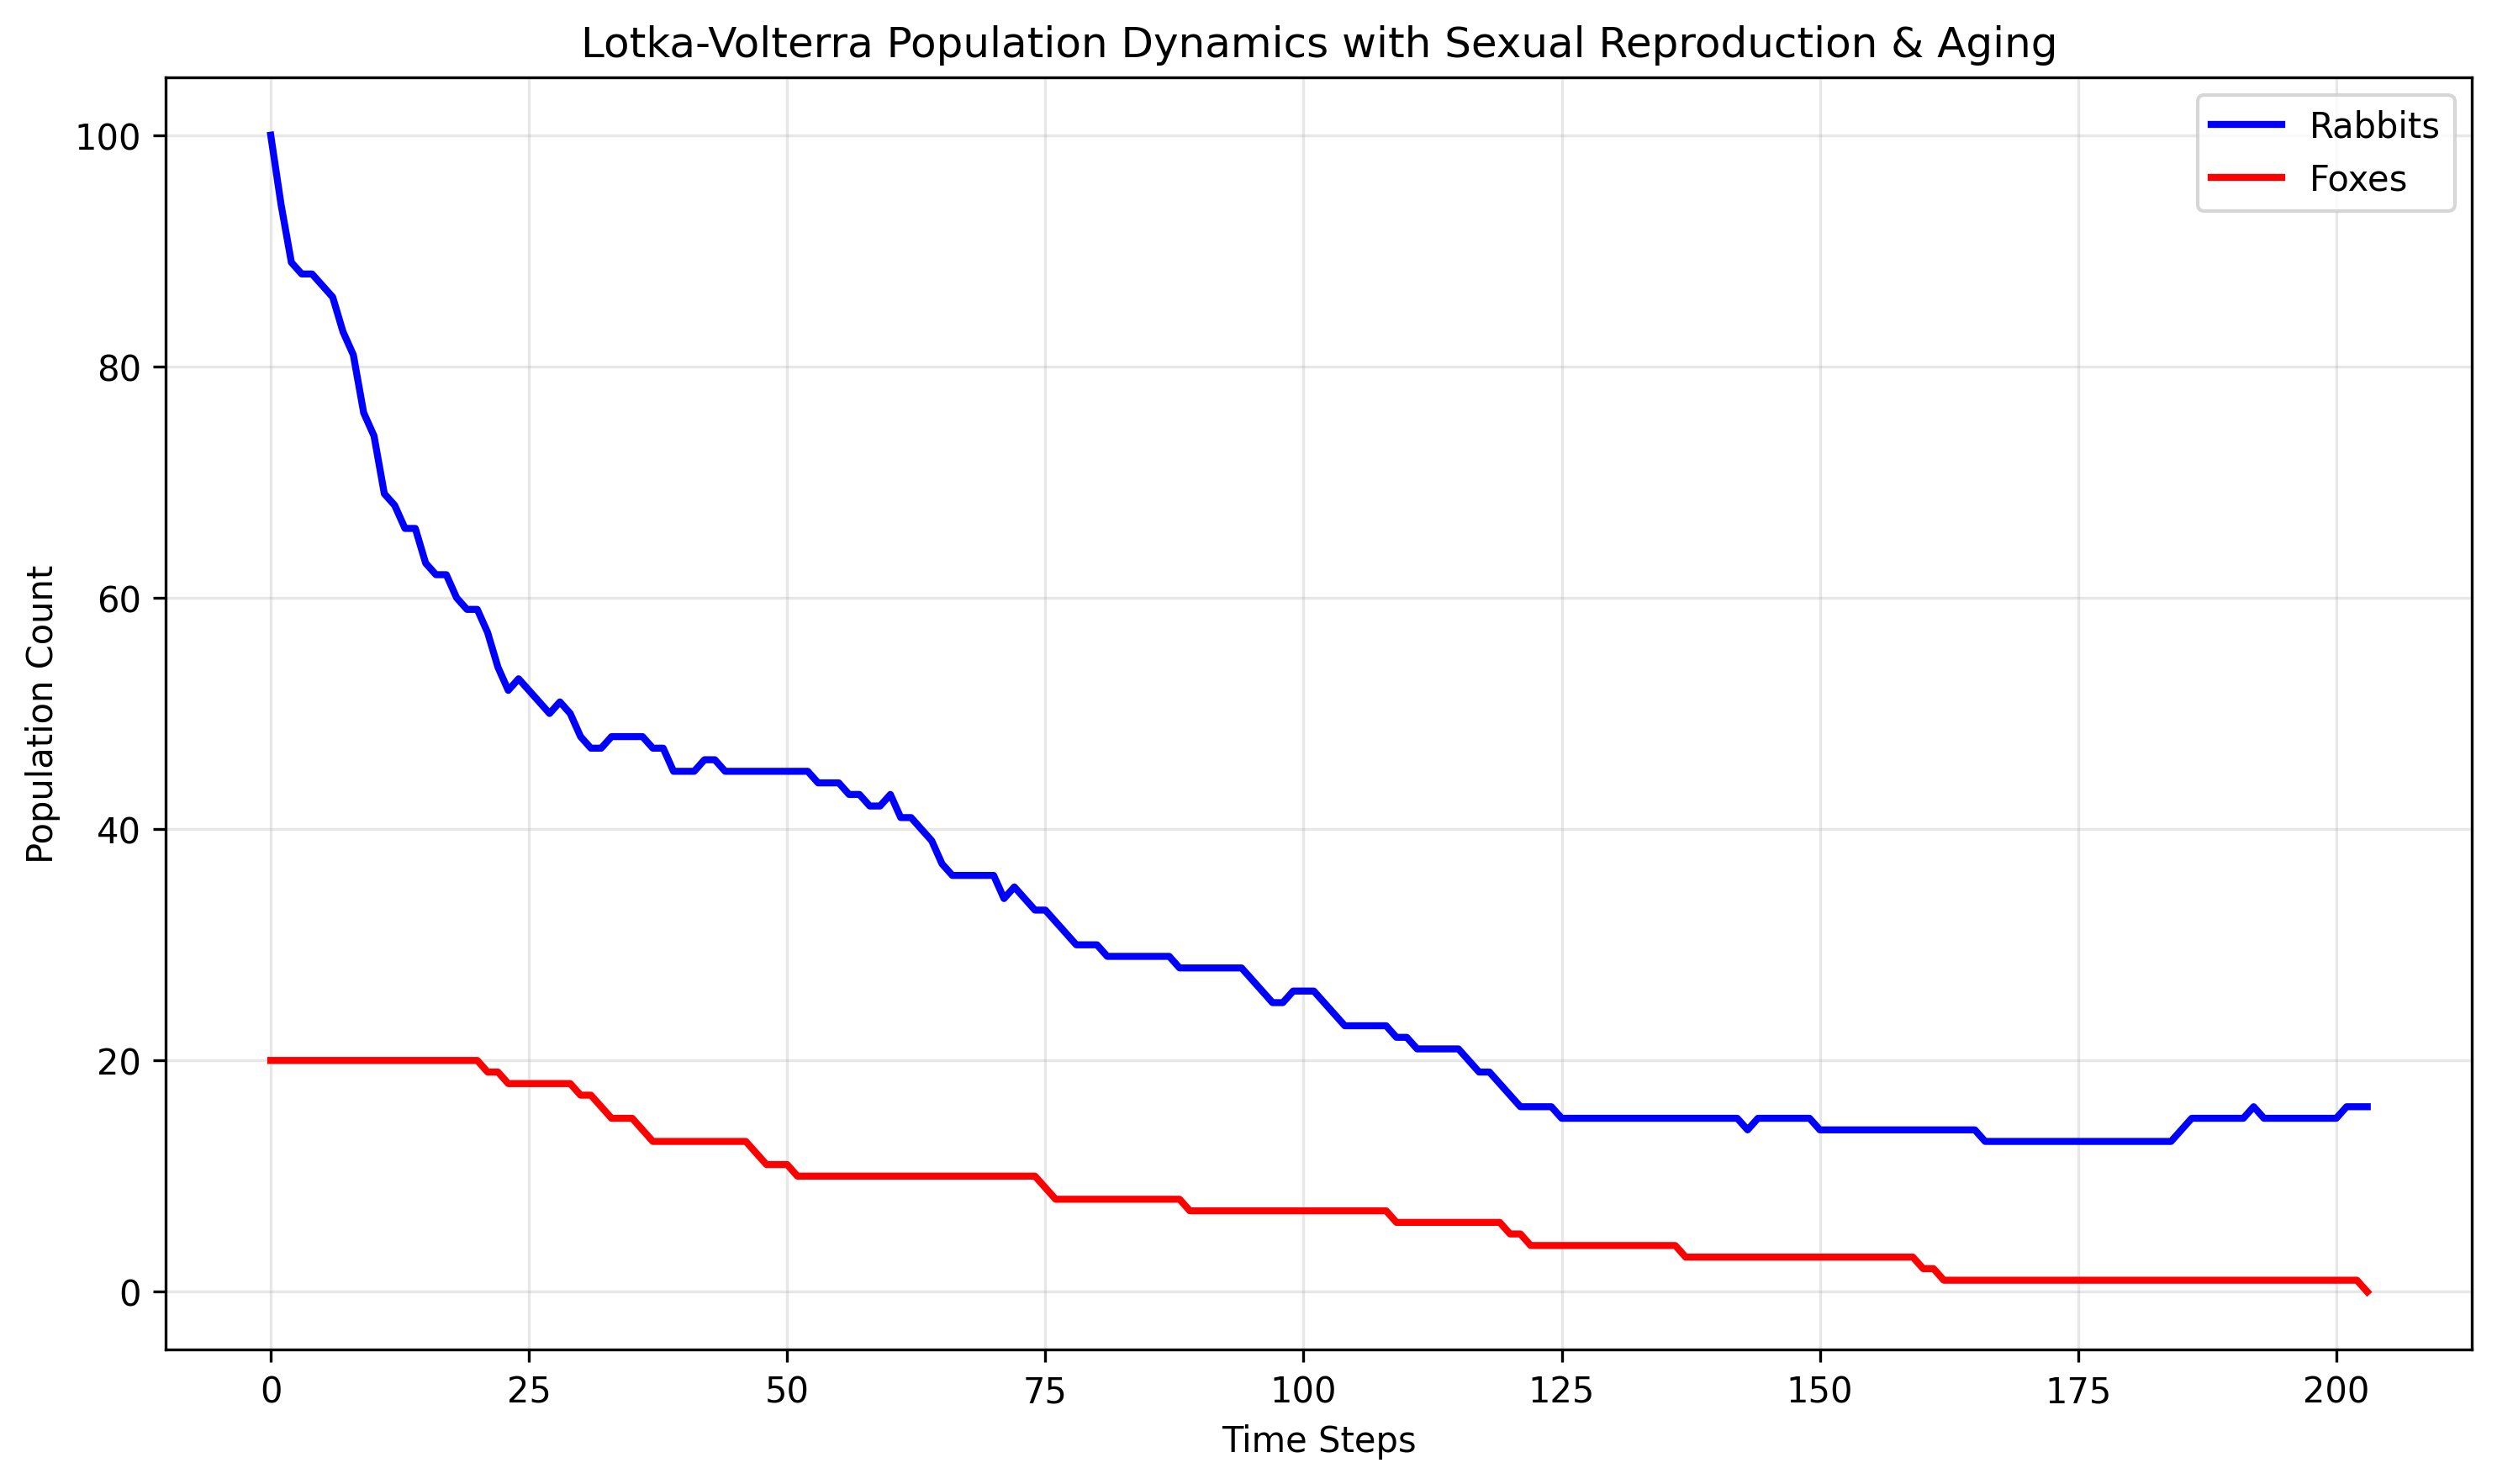 Lotka-Volterra Population Dynamics with Sexual Reproduction & Aging
Rabbits
Foxes
Population Count
100
80
60
40
20
0
0 25 50 75 100 125 150 175 200
Time Steps